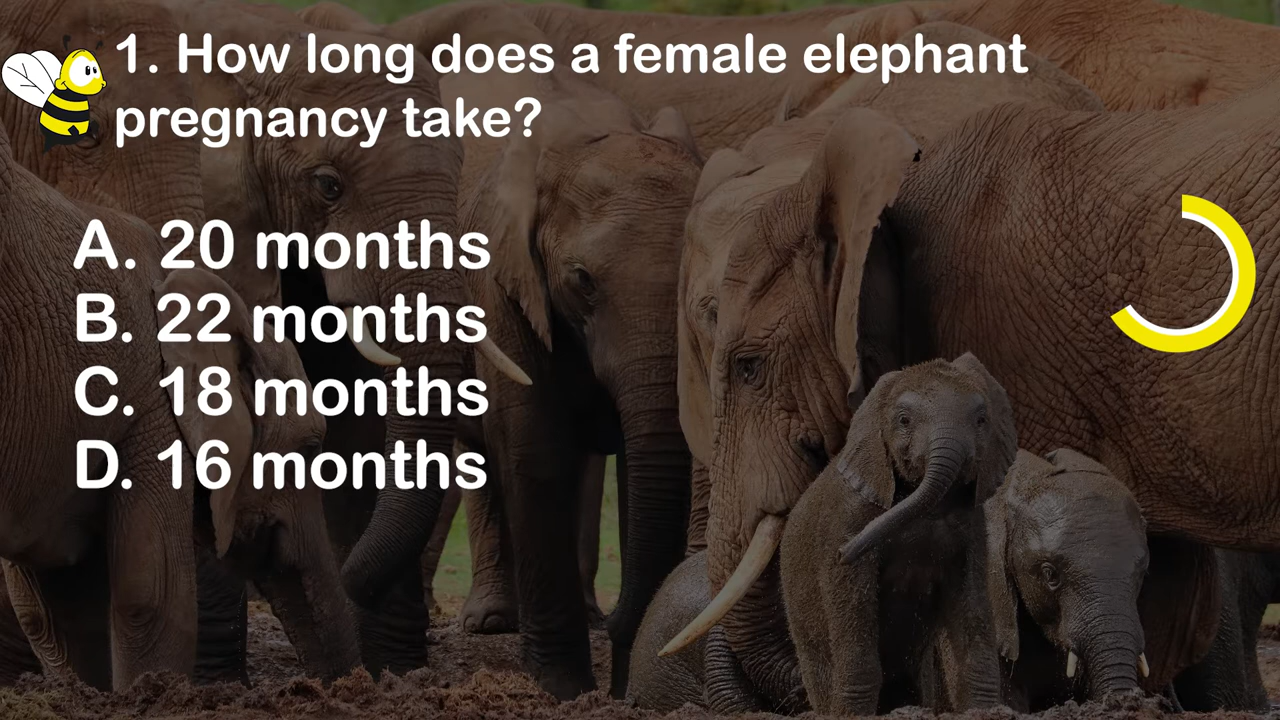 1. How long does a female elephant
pregnancy take?
A. 20 months
B. 22 months
C. 18 months
D. 16 months